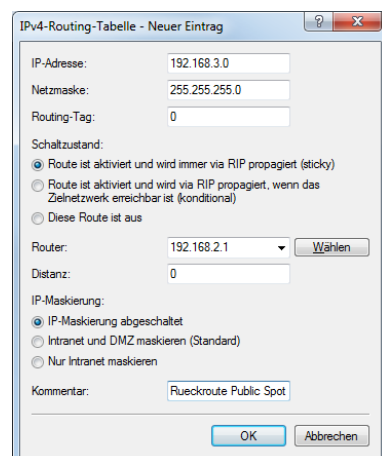 IPv4-Routing-Tabelle - Neuer Eintrag
IP-Adresse: 192.168.3.0
Netzmaske: 255.255.255.0
Routing-Tag: 0
Schaltzustand:
Route ist aktiviert und wird immer via RIP propagiert (sticky)
Route ist aktiviert und wird via RIP propagiert, wenn das
Zielnetzwerk erreichbar ist (konditional)
Diese Route ist aus
Router: 192.168.2.1 Wählen
Distanz: 0
IP-Maskierung:
IP-Maskierung abgeschaltet
Intranet und DMZ maskieren (Standard)
Nur Intranet maskieren
Kommentar: Rueckroute Public Spot
OK Abbrechen